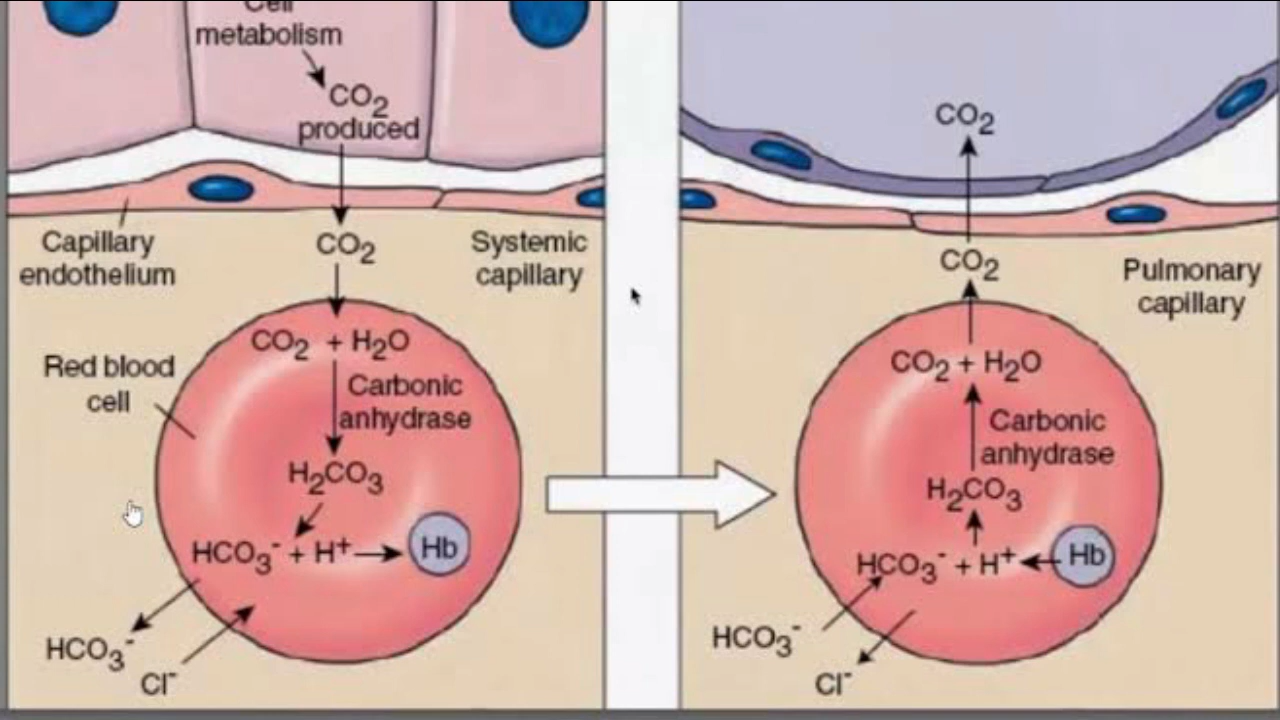 Cell
metabolism
CO2
produced
CO2
Capillary
endothelium
Systemic
capillary
Red blood
cell
CO2 + H2O
Carbonic
anhydrase
H2CO3
HCO3- + H+
Hb
HCO3-
Cl-
CO2
CO2
Pulmonary
capillary
CO2 + H2O
Carbonic
anhydrase
H2CO3
HCO3- + H+
Hb
HCO3-
Cl-